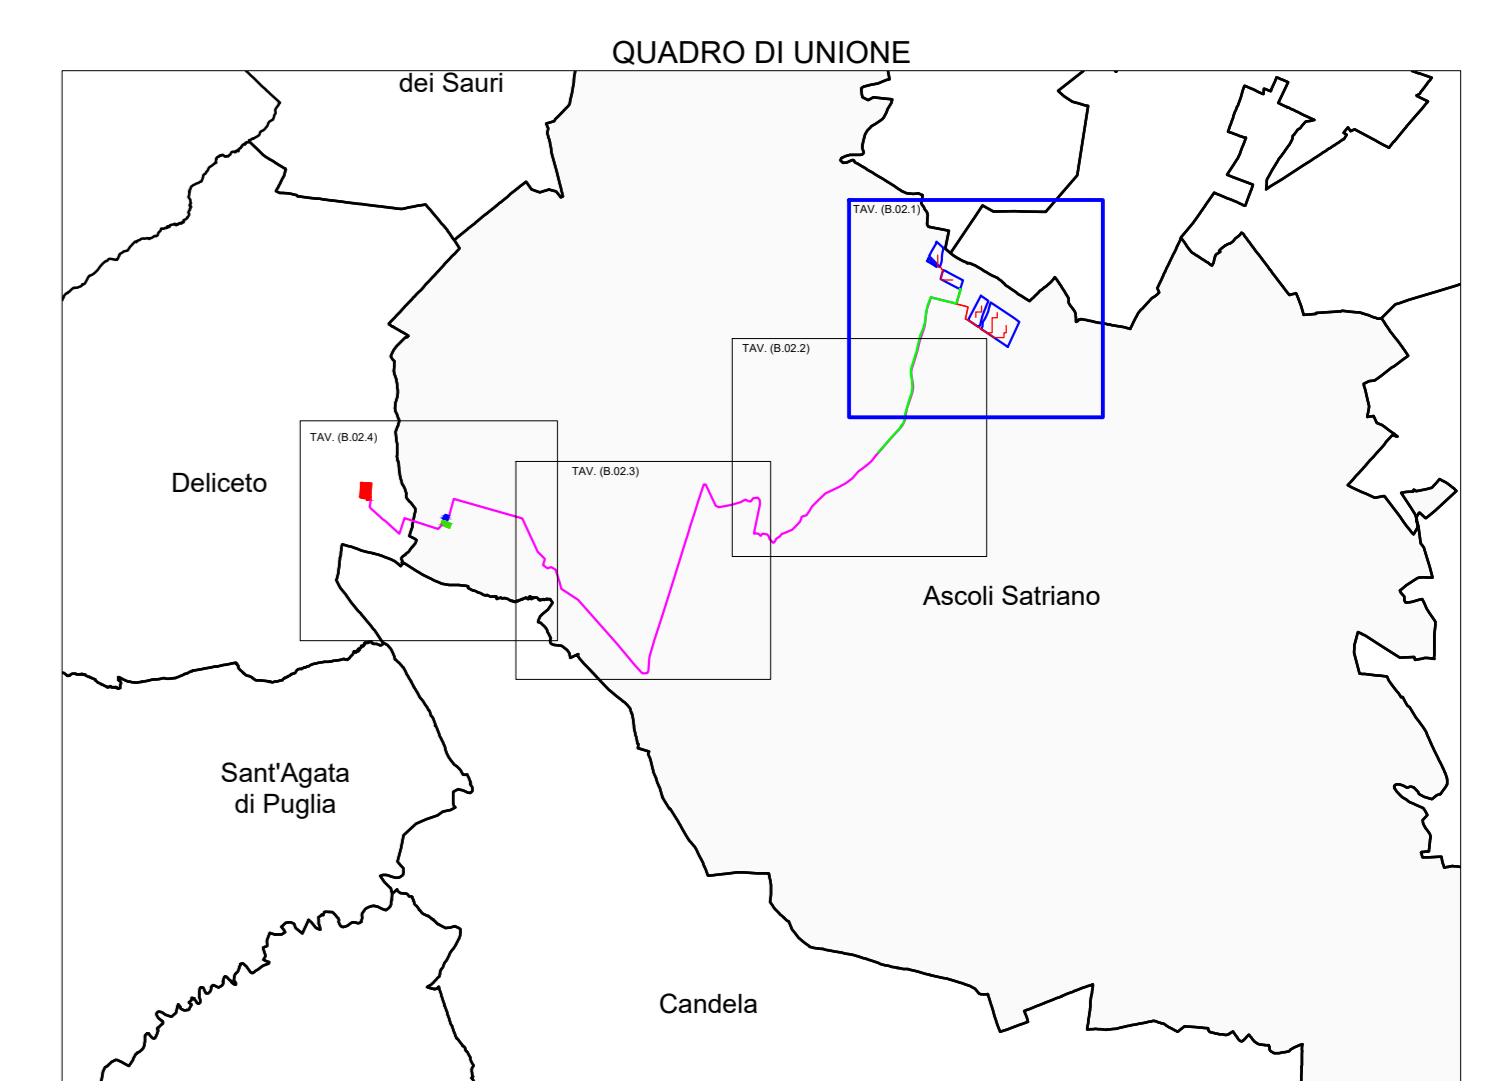 QUADRO DI UNIONE
dei Sauri
TAV. (B.02.1)
TAV. (B.02.2)
TAV. (B.02.4)
TAV. (B.02.3)
Deliceto
Ascoli Satriano
Sant'Agata
di Puglia
Candela